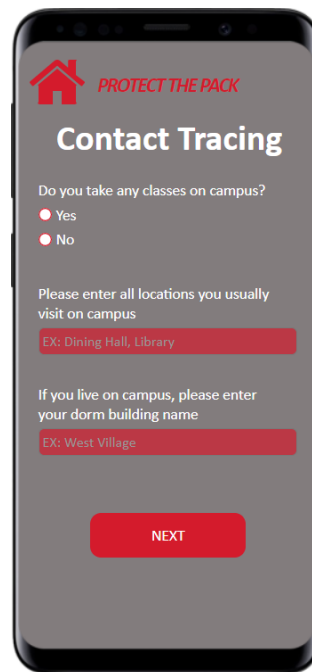 PROTECT THE PACK
Contact Tracing
Do you take any classes on campus?
Yes
No
Please enter all locations you usually
visit on campus
EX: Dining Hall, Library
If you live on campus, please enter
your dorm building name
EX: West Village
NEXT